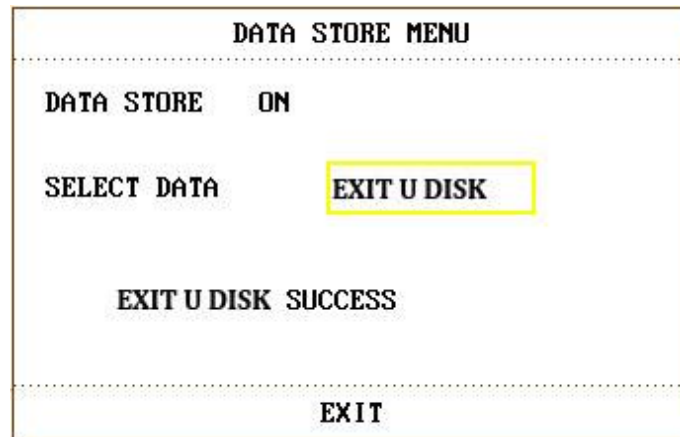 DATA STORE MENU
DATA STORE ON
SELECT DATA EXIT U DISK
EXIT U DISK SUCCESS
EXIT